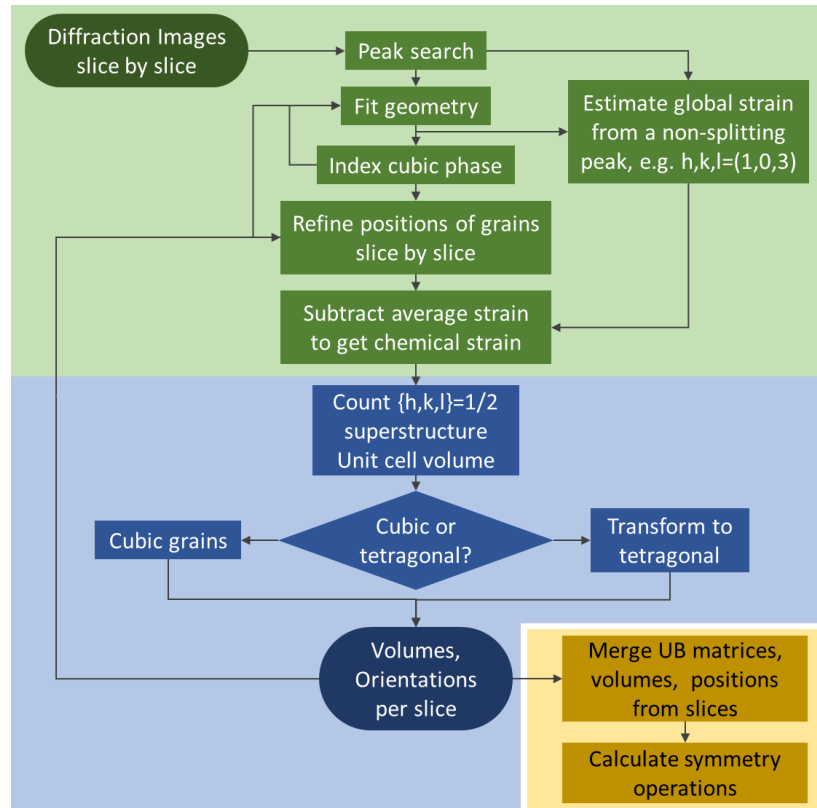 Diffraction Images
slice by slice
Peak search
Fit geometry
Index cubic phase
Estimate global strain
from a non-splitting
peak, e.g. h,k,l=(1,0,3)
Refine positions of grains
slice by slice
Subtract average strain
to get chemical strain
Count {h,k,l}=1/2
superstructure
Unit cell volume
Cubic grains
Cubic or
tetragonal?
Transform to
tetragonal
Volumes,
Orientations
per slice
Merge UB matrices,
volumes, positions
from slices
Calculate symmetry
operations